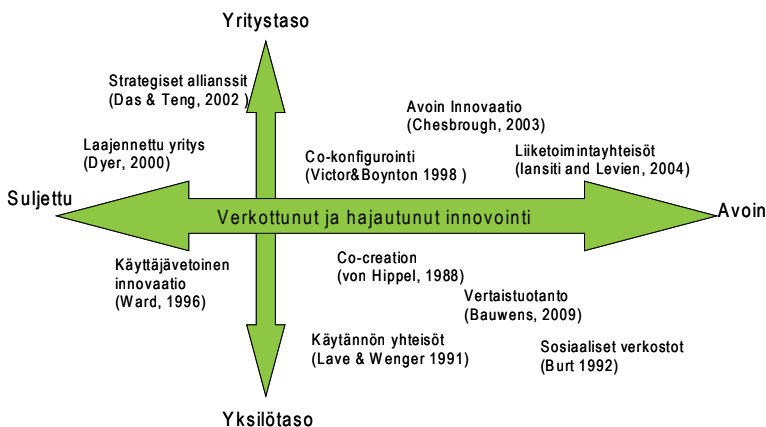 Yritystaso
Strategiset allianssit
(Das & Teng, 2002 )
Avoin Innovaatio
(Chesbrough, 2003)
Laajennettu yritys
(Dyer, 2000)
Co-konfigurointi
(Victor&Boynton 1998 )
Liiketoimintayhteisöt
(Iansiti and Levien, 2004)
Suljettu
Verkottunut ja hajautunut innovointi
Avoin
Käyttäjävetoinen
innovaatio
(Ward, 1996)
Co-creation
(von Hippel, 1988)
Vertaistuotanto
(Bauwens, 2009)
Käytännön yhteisöt
(Lave & Wenger 1991)
Sosiaaliset verkostot
(Burt 1992)
Yksilötaso